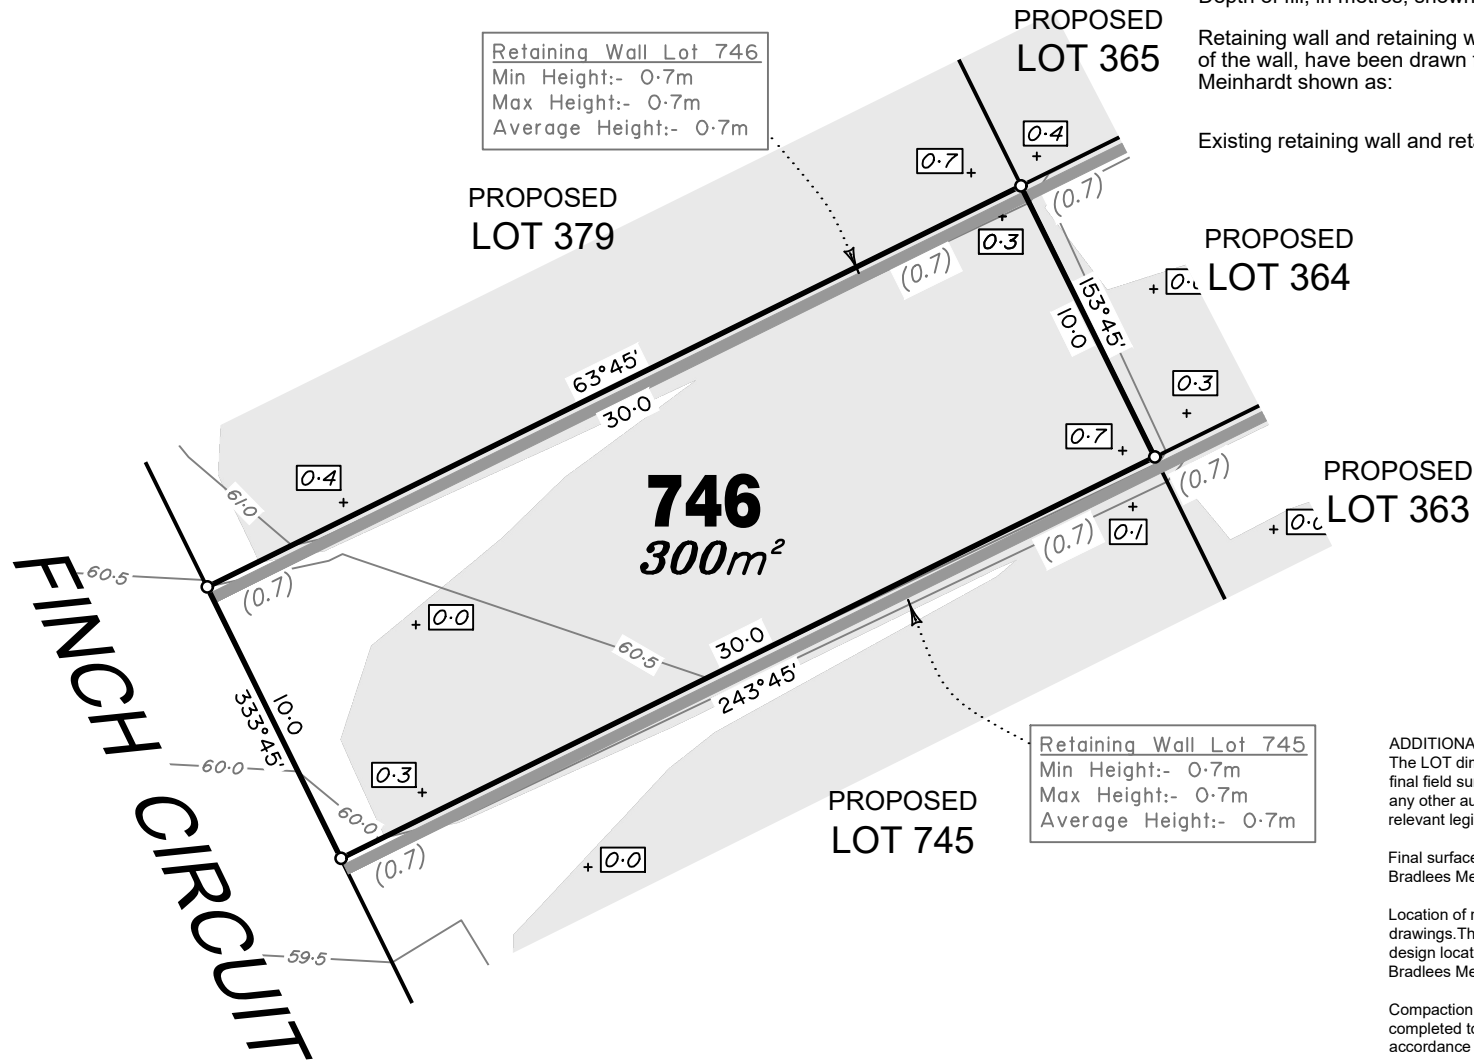 Depth of fill, in metres, shown
PROPOSED
LOT 365
Retaining wall and retaining w
of the wall, have been drawn
Meinhardt shown as:
Existing retaining wall and reta
Retaining Wall Lot 746
Min Height:- 0·7m
Max Height:- 0·7m
Average Height:- 0·7m
0·4
0·7
(0.7)
PROPOSED
LOT 379
0·3
(0.7)
PROPOSED
LOT 364
153°45'
10·0
63°45'
30·0
0·3
0·7
0·4
61·0
746
300m²
(0.7)
PROPOSED
LOT 363
(0.7)
0·1
60·5
(0.7)
0·0
60·5
30·0
243°45'
10·0
333°45'
FINCH CIRCUIT
60·0
0·3
60·0
(0.7)
0·0
59·5
PROPOSED
LOT 745
Retaining Wall Lot 745
Min Height:- 0·7m
Max Height:- 0·7m
Average Height:- 0·7m
ADDITIONA
The LOT dim
final field su
any other au
relevant legi
Final surface
Bradlees Me
Location of r
drawings.Th
design locat
Bradlees Me
Compaction
completed to
accordance